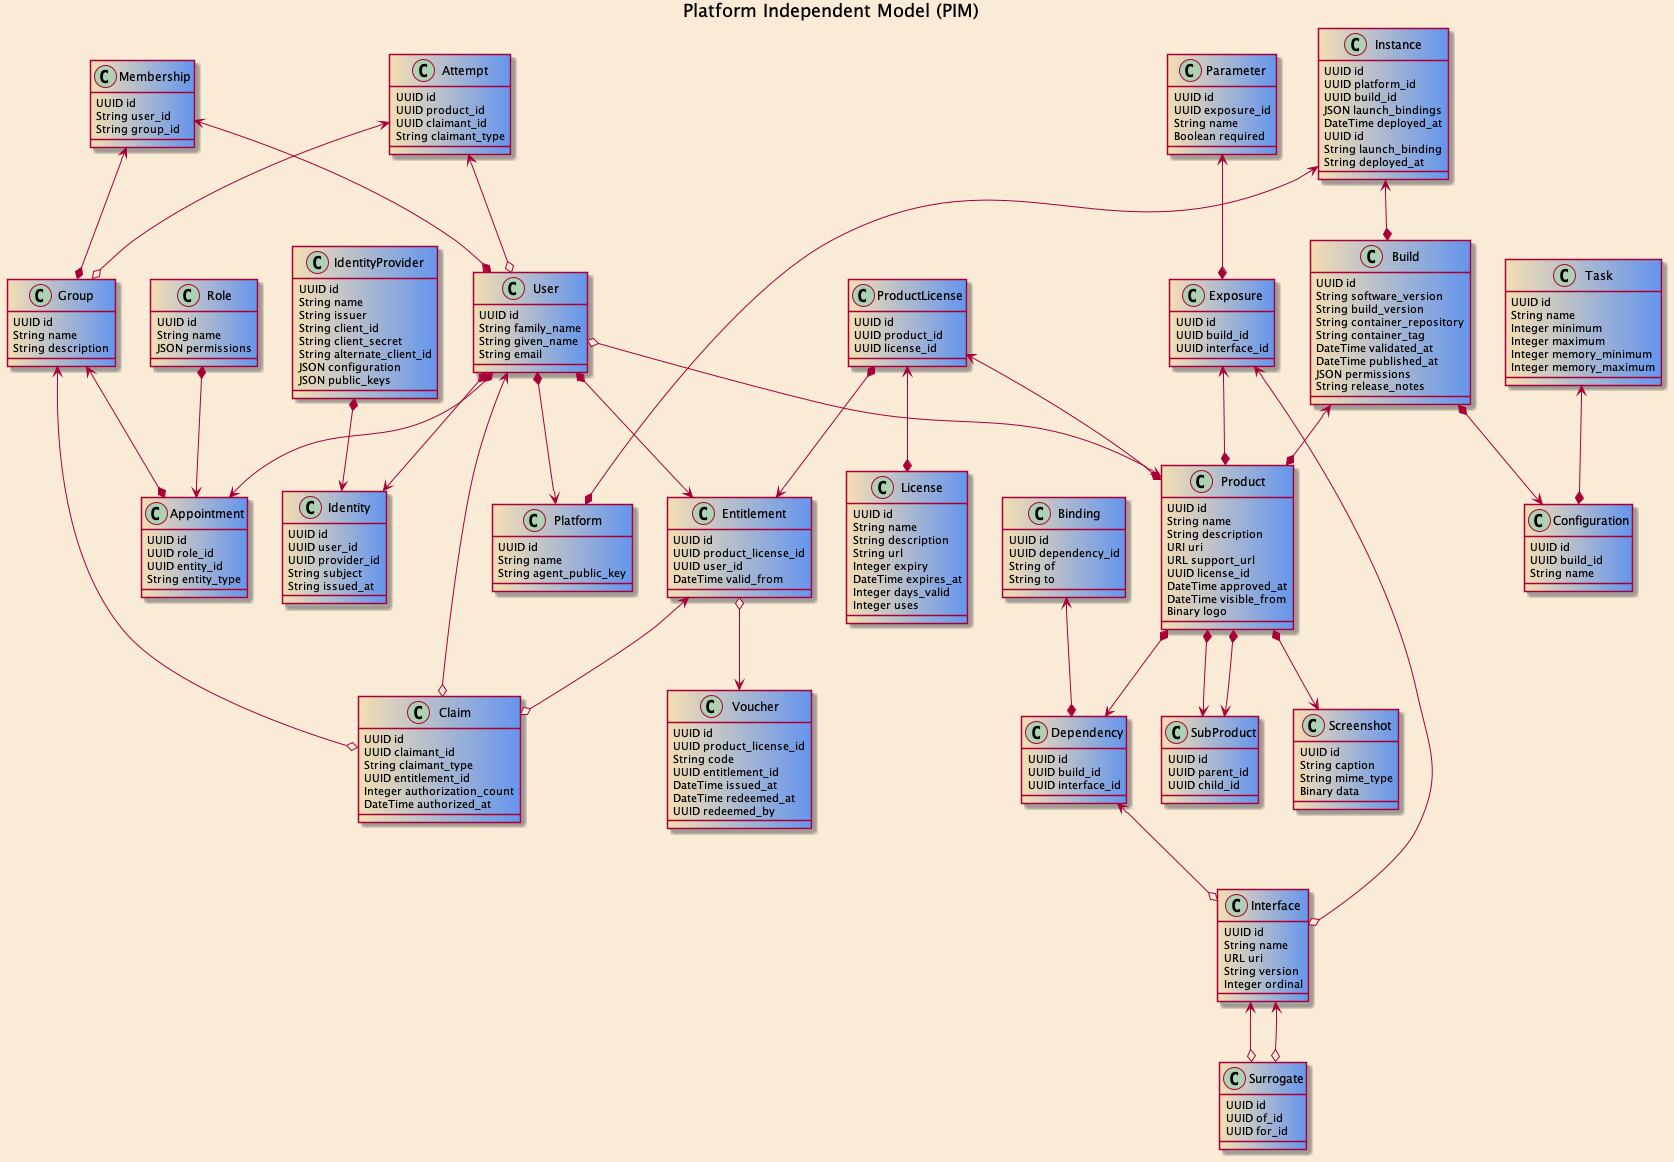 Platform Independent Model (PIM)
C Membership
UUID id
String user_id
String group_id
C Attempt
UUID id
UUID product_id
UUID claimant_id
String claimant_type
C Parameter
UUID id
UUID exposure_id
String name
Boolean required
C Instance
UUID id
UUID platform_id
UUID build_id
JSON launch_bindings
DateTime deployed_at
UUID id
String launch_binding
String deployed_at
C Group
UUID id
String name
String description
C Role
UUID id
String name
JSON permissions
C IdentityProvider
UUID id
String name
String issuer
String client_id
String client_secret
String alternate_client_id
JSON configuration
JSON public_keys
C User
UUID id
String family_name
String given_name
String email
C ProductLicense
UUID id
UUID product_id
UUID license_id
C Exposure
UUID id
UUID build_id
UUID interface_id
C Build
UUID id
String software_version
String build_version
String container_repository
String container_tag
DateTime validated_at
DateTime published_at
JSON permissions
String release_notes
C Task
UUID id
String name
Integer minimum
Integer maximum
Integer memory_minimum
Integer memory_maximum
C Appointment
UUID id
UUID role_id
UUID entity_id
String entity_type
C Identity
UUID id
UUID user_id
UUID provider_id
String subject
String issued_at
C Platform
UUID id
String name
String agent_public_key
C Entitlement
UUID id
UUID product_license_id
UUID user_id
DateTime valid_from
C License
UUID id
String name
String description
String url
Integer expiry
DateTime expires_at
Integer days_valid
Integer uses
C Binding
UUID id
UUID dependency_id
String of
String to
C Product
UUID id
String name
String description
URI uri
URL support_url
UUID license_id
DateTime approved_at
DateTime visible_from
Binary logo
C Configuration
UUID id
UUID build_id
String name
C Claim
UUID id
UUID claimant_id
String claimant_type
UUID entitlement_id
Integer authorization_count
DateTime authorized_at
C Voucher
UUID id
UUID product_license_id
String code
UUID entitlement_id
DateTime issued_at
DateTime redeemed_at
UUID redeemed_by
C Dependency
UUID id
UUID build_id
UUID interface_id
C SubProduct
UUID id
UUID parent_id
UUID child_id
C Screenshot
UUID id
String caption
String mime_type
Binary data
C Interface
UUID id
String name
URL uri
String version
Integer ordinal
C Surrogate
UUID id
UUID of_id
UUID for_id